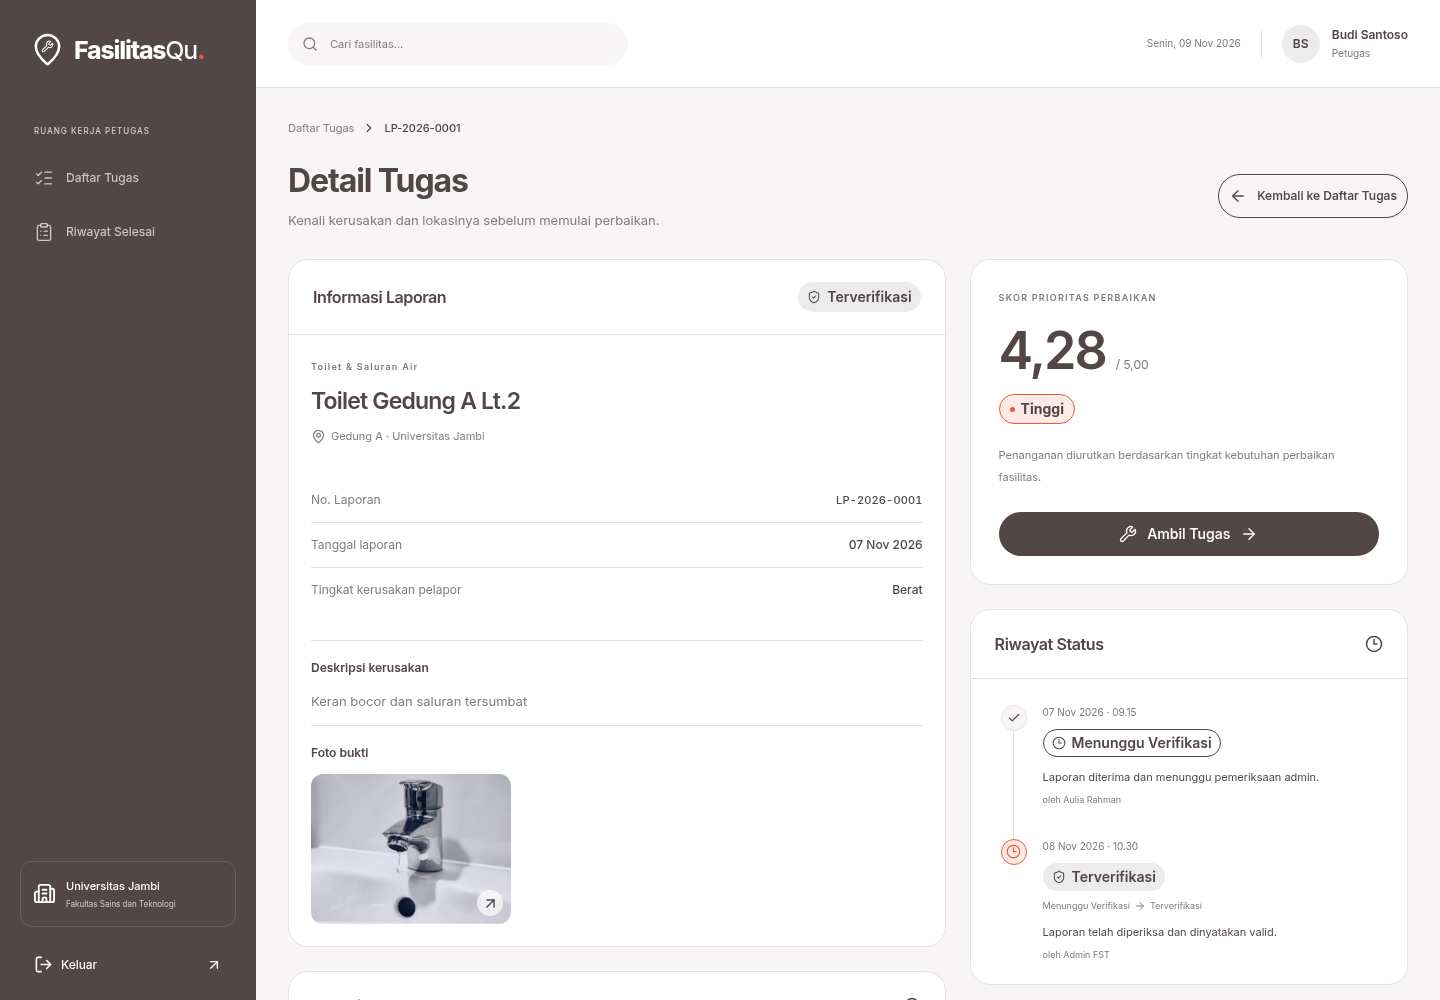 FasilitasQu.
RUANG KERJA PETUGAS
Daftar Tugas
Riwayat Selesai
Universitas Jambi
Fakultas Sains dan Teknologi
Keluar
Cari fasilitas...
Senin, 09 Nov 2026
BS
Budi Santoso
Petugas
Daftar Tugas
LP-2026-0001
Detail Tugas
Kenali kerusakan dan lokasinya sebelum memulai perbaikan.
Kembali ke Daftar Tugas
Informasi Laporan
Terverifikasi
Toilet & Saluran Air
Toilet Gedung A Lt.2
Gedung A · Universitas Jambi
No. Laporan
LP-2026-0001
Tanggal laporan
07 Nov 2026
Tingkat kerusakan pelapor
Berat
Deskripsi kerusakan
Keran bocor dan saluran tersumbat
Foto bukti
SKOR PRIORITAS PERBAIKAN
4,28 / 5,00
Tinggi
Penanganan diurutkan berdasarkan tingkat kebutuhan perbaikan
fasilitas.
Ambil Tugas
Riwayat Status
07 Nov 2026 · 09.15
Menunggu Verifikasi
Laporan diterima dan menunggu pemeriksaan admin.
oleh Aulia Rahman
08 Nov 2026 · 10.30
Terverifikasi
Menunggu Verifikasi → Terverifikasi
Laporan telah diperiksa dan dinyatakan valid.
oleh Admin FST